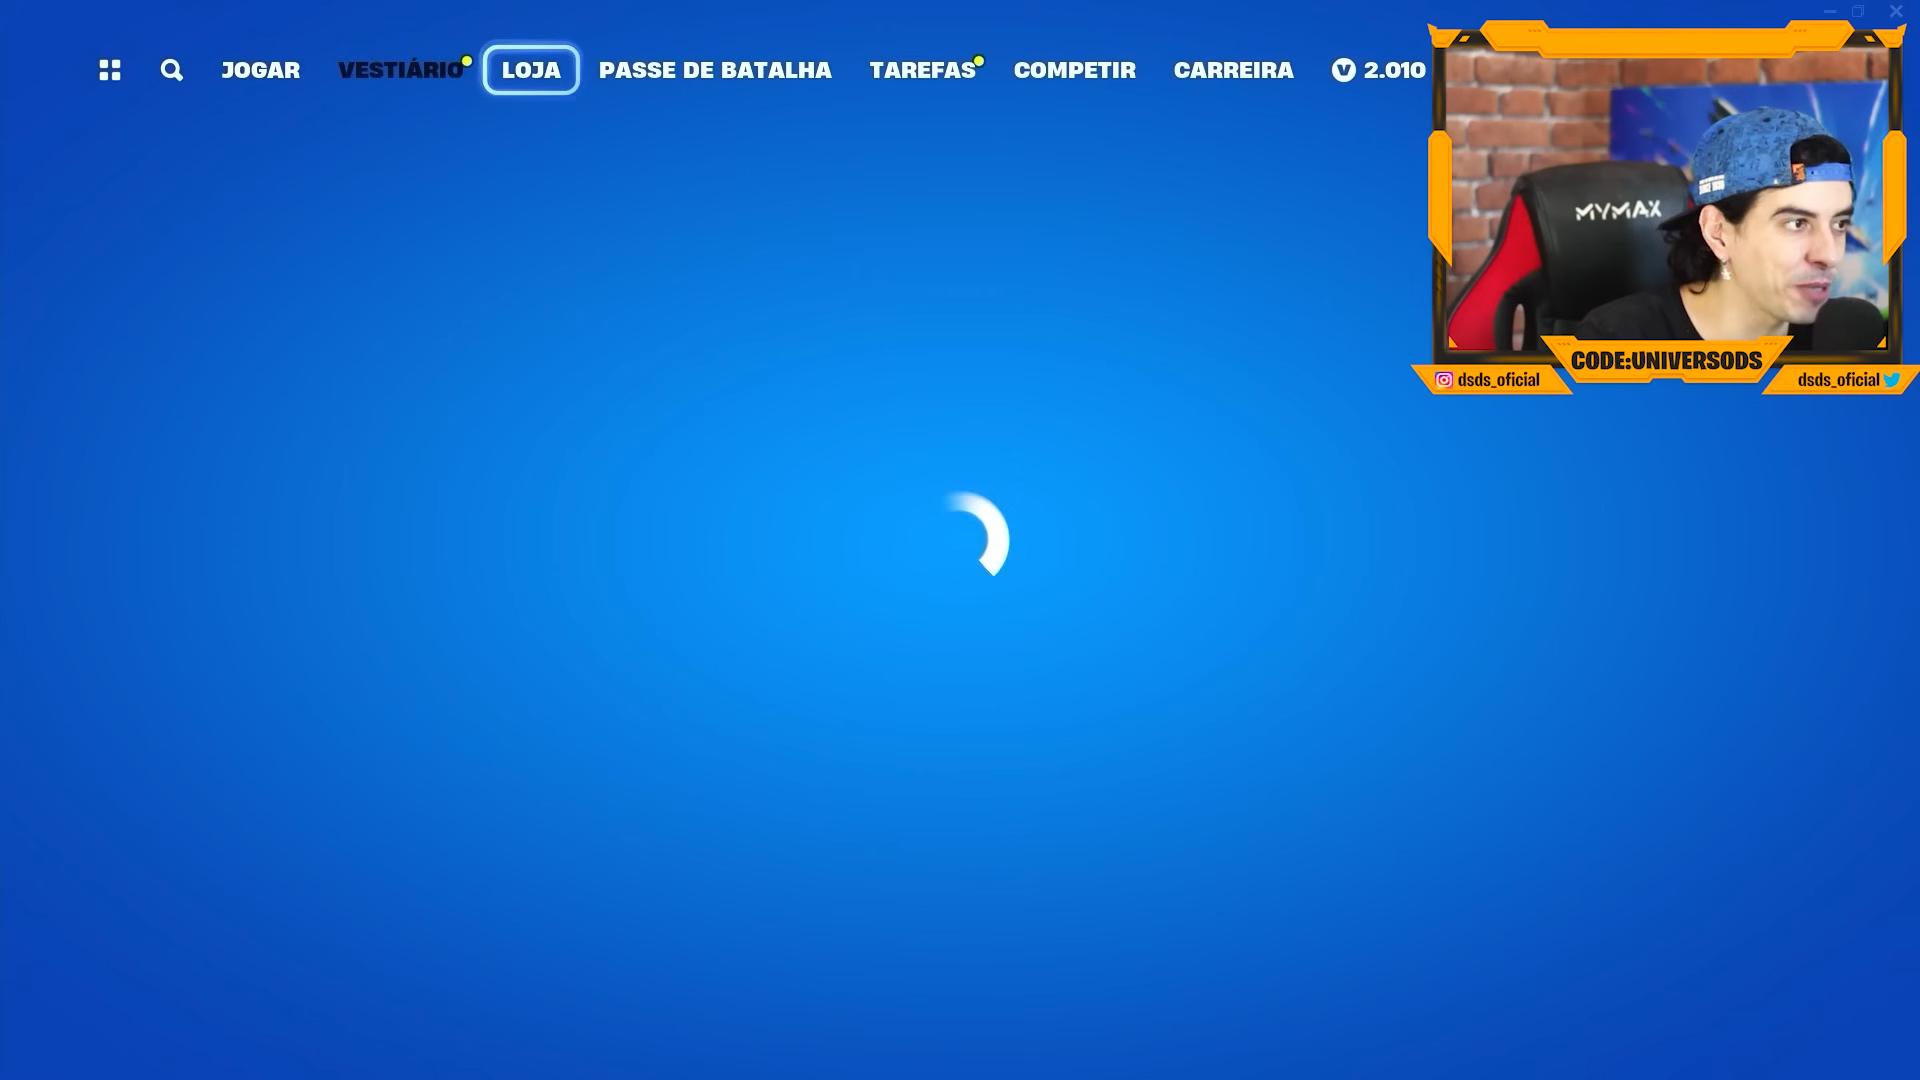 JOGAR
VESTIÁRIO
LOJA
PASSE DE BATALHA
TAREFAS
COMPETIR
CARREIRA
V 2.010
MYMAX
CODE:UNIVERSODS
dsds_oficial
dsds_oficial